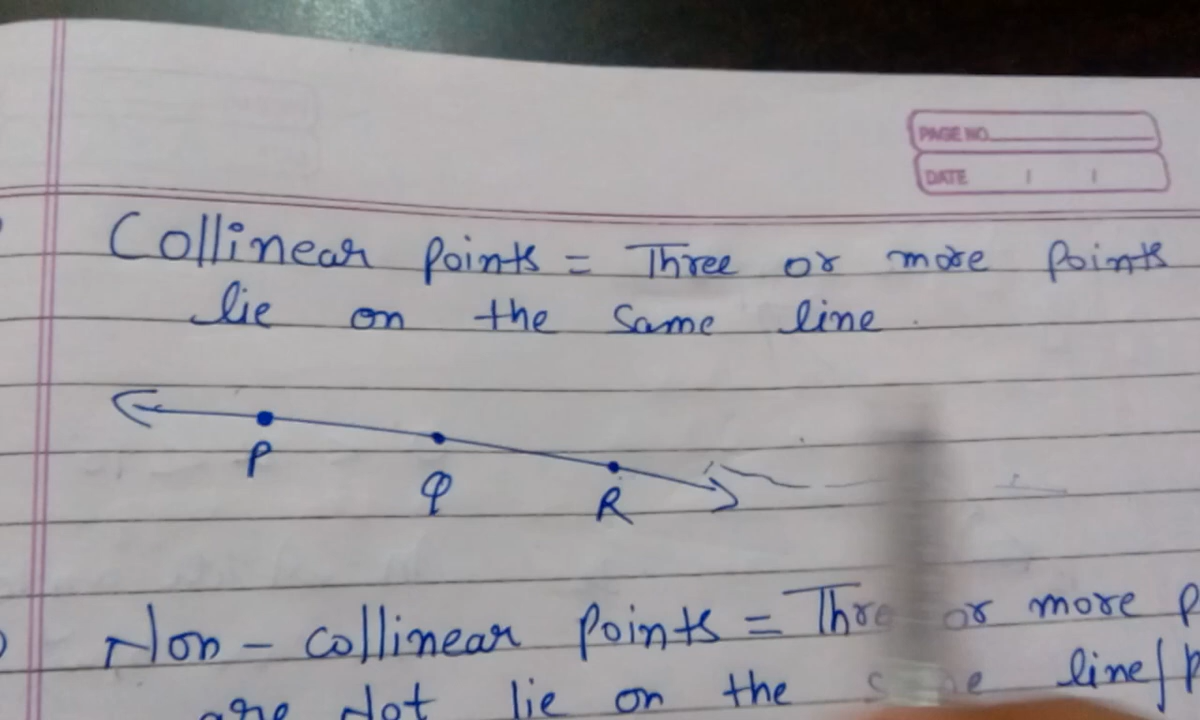 PAGE NO.
DATE
Collinear points = Three or more points
lie on the same line.
P
Q
R
Non-collinear points = or more
are Not lie on the line/